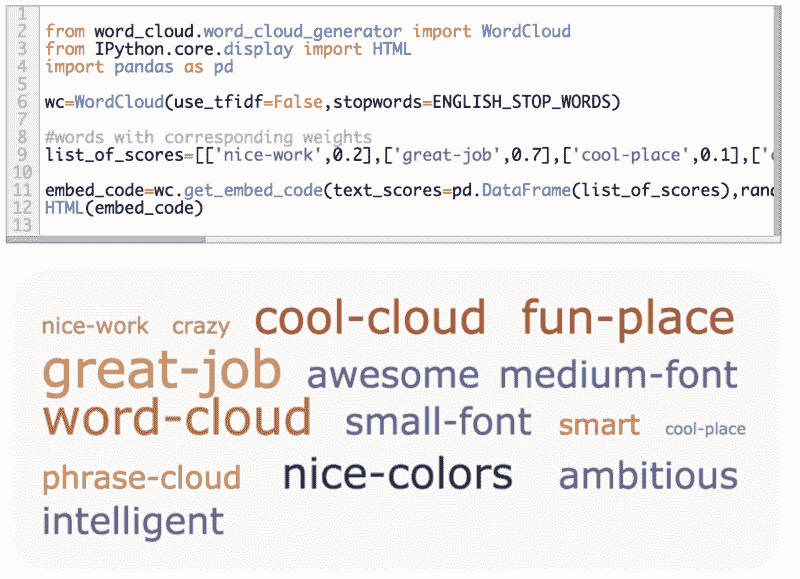 1
2 from word_cloud.word_cloud_generator import WordCloud
3 from IPython.core.display import HTML
4 import pandas as pd
5
6 wc=WordCloud(use_tfidf=False,stopwords=ENGLISH_STOP_WORDS)
7
8 #words with corresponding weights
9 list_of_scores=[['nice-work',0.2],['great-job',0.7],['cool-place',0.1],['
10
11 embed_code=wc.get_embed_code(text_scores=pd.DataFrame(list_of_scores),ran
12 HTML(embed_code)
13
nice-work crazy cool-cloud fun-place
great-job awesome medium-font
word-cloud small-font smart cool-place
phrase-cloud nice-colors ambitious
intelligent